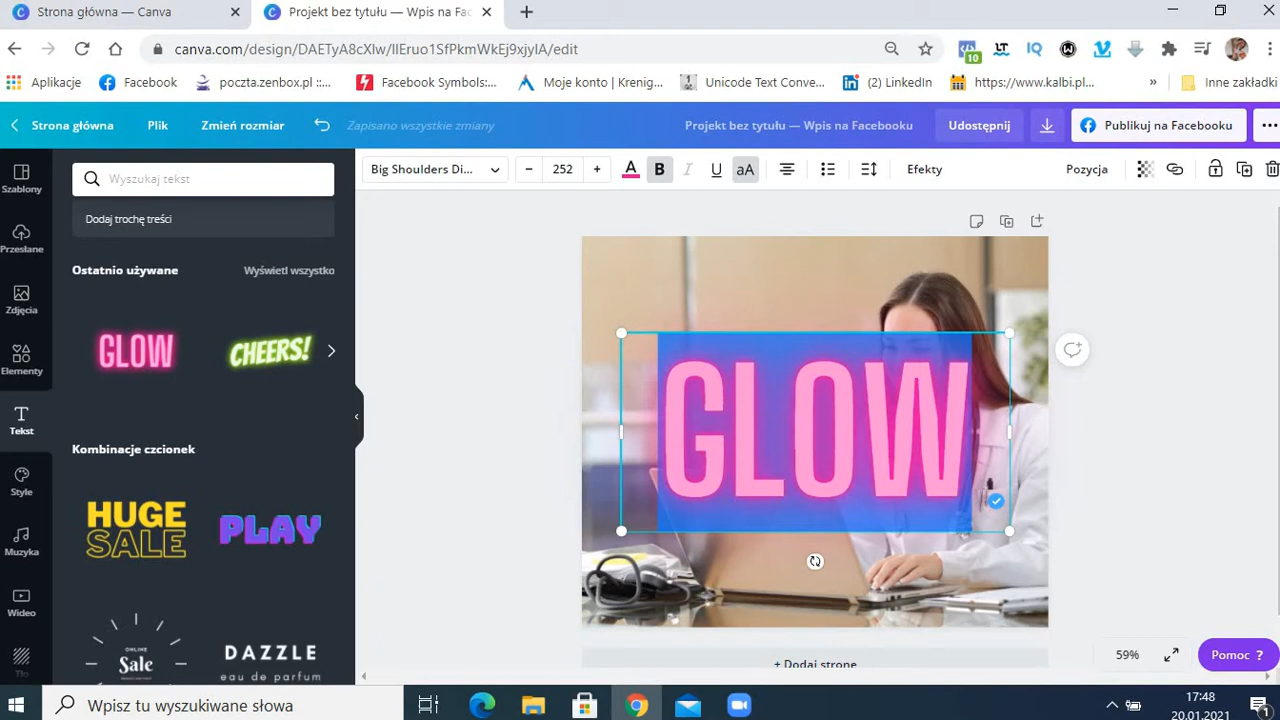 Strona główna — Canva
Projekt bez tytułu — Wpis na Fac
canva.com/design/DAETyA8cXlw/IlEruo1SfPkmWkEj9xjylA/edit
10
Aplikacje
Facebook
poczta.zenbox.pl ::...
Facebook Symbols:...
Moje konto | Krenig...
Unicode Text Conve...
(2) LinkedIn
https://www.kalbi.pl...
»
Inne zakładki
Strona główna
Plik
Zmień rozmiar
Zapisano wszystkie zmiany
Projekt bez tytułu — Wpis na Facebooku
Udostępnij
Publikuj na Facebooku
Szablony
Przesłane
Zdjęcia
Elementy
Tekst
Style
Muzyka
Wideo
Tło
Wyszukaj tekst
Dodaj trochę treści
Ostatnio używane
Wyświetl wszystko
GLOW
CHEERS!
Kombinacje czcionek
HUGE
SALE
PLAY
ONLINE
Sale
DAZZLE
eau de parfum
Big Shoulders Di...
252
A
B
I
U
aA
Efekty
Pozycja
GLOW
+ Dodaj stronę
59%
Pomoc ?
Wpisz tu wyszukiwane słowa
17:48
20.01.2021
1